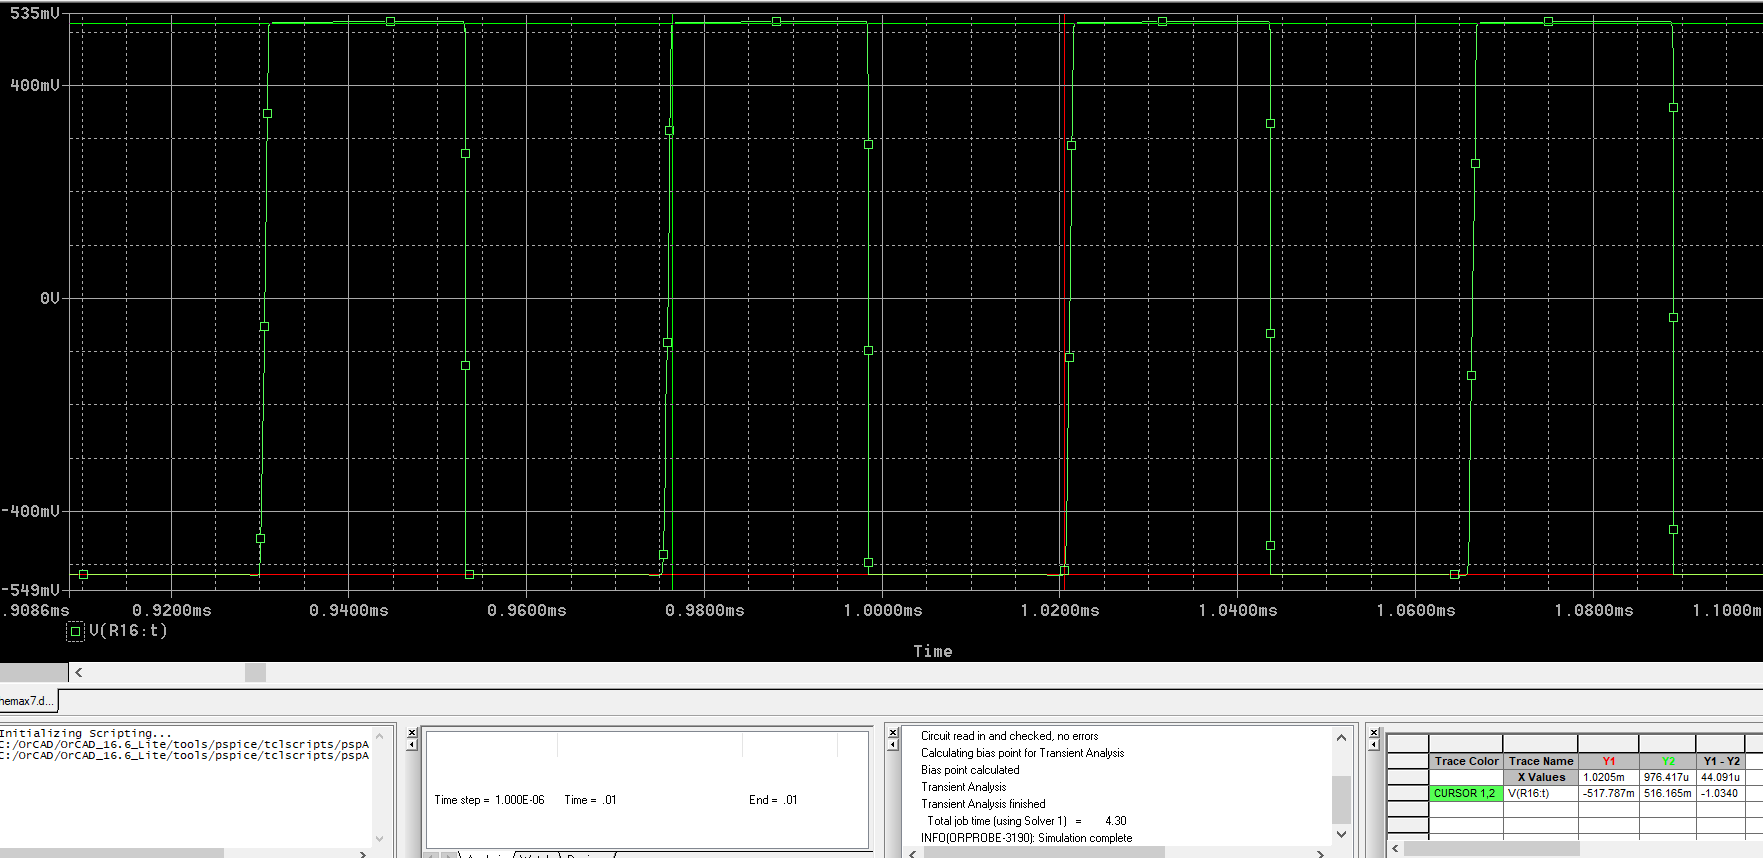 535mV
400mV
0V
-400mV
-549mV
.9086ms 0.9200ms 0.9400ms 0.9600ms 0.9800ms 1.0000ms 1.0200ms 1.0400ms 1.0600ms 1.0800ms 1.1000m
V(R16:t)
Time
hemax7.d...
Initializing Scripting...
C:/OrCAD/OrCAD_16.6_Lite/tools/pspice/tclscripts/pspA
C:/OrCAD/OrCAD_16.6_Lite/tools/pspice/tclscripts/pspA
Time step = 1.000E-06 Time = .01 End = .01
Circuit read in and checked, no errors
Calculating bias point for Transient Analysis
Bias point calculated
Transient Analysis
Transient Analysis finished
Total job time (using Solver 1) = 4.30
INFO(ORPROBE-3190): Simulation complete
Trace Color Trace Name Y1 Y2 Y1 - Y2
X Values 1.0205m 976.417u 44.091u
CURSOR 1,2 V(R16:t) -517.787m 516.165m -1.0340